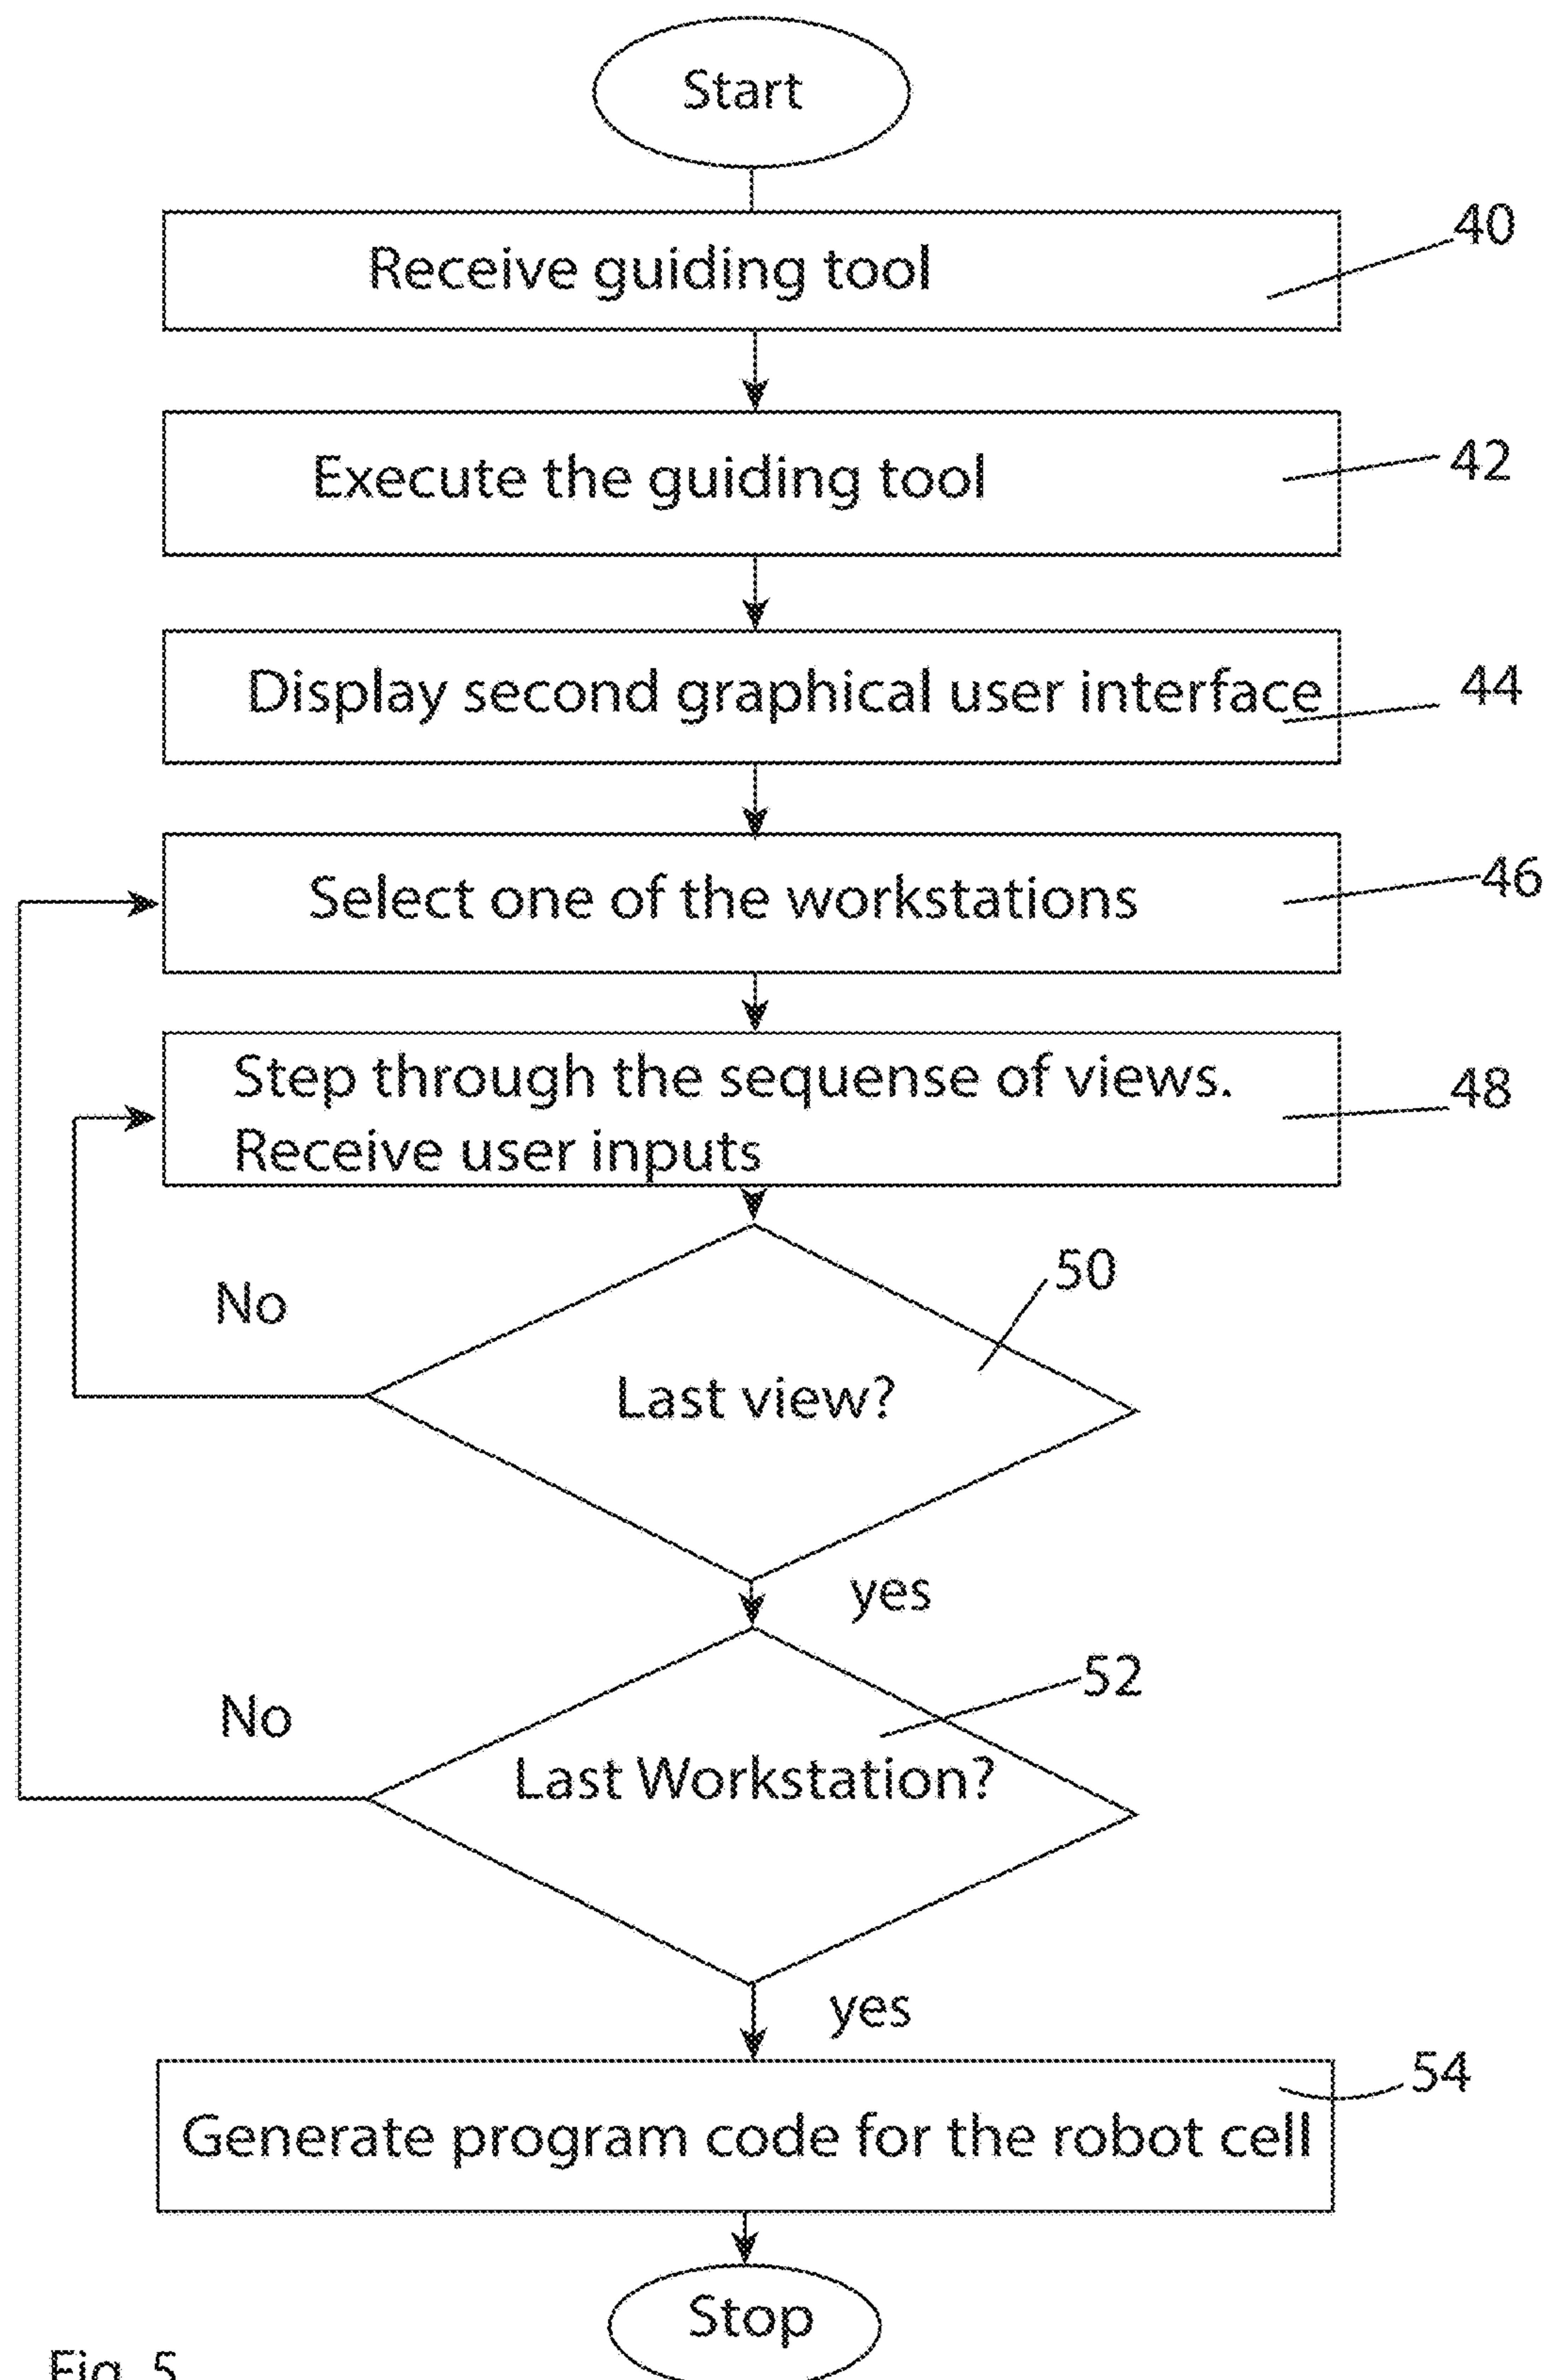 Start
Receive guiding tool
40
Execute the guiding tool
42
Display second graphical user interface
44
Select one of the workstations
46
Step through the sequense of views.
Receive user inputs
48
No
50
Last view?
yes
52
No
Last Workstation?
yes
54
Generate program code for the robot cell
Stop
Fig. 5